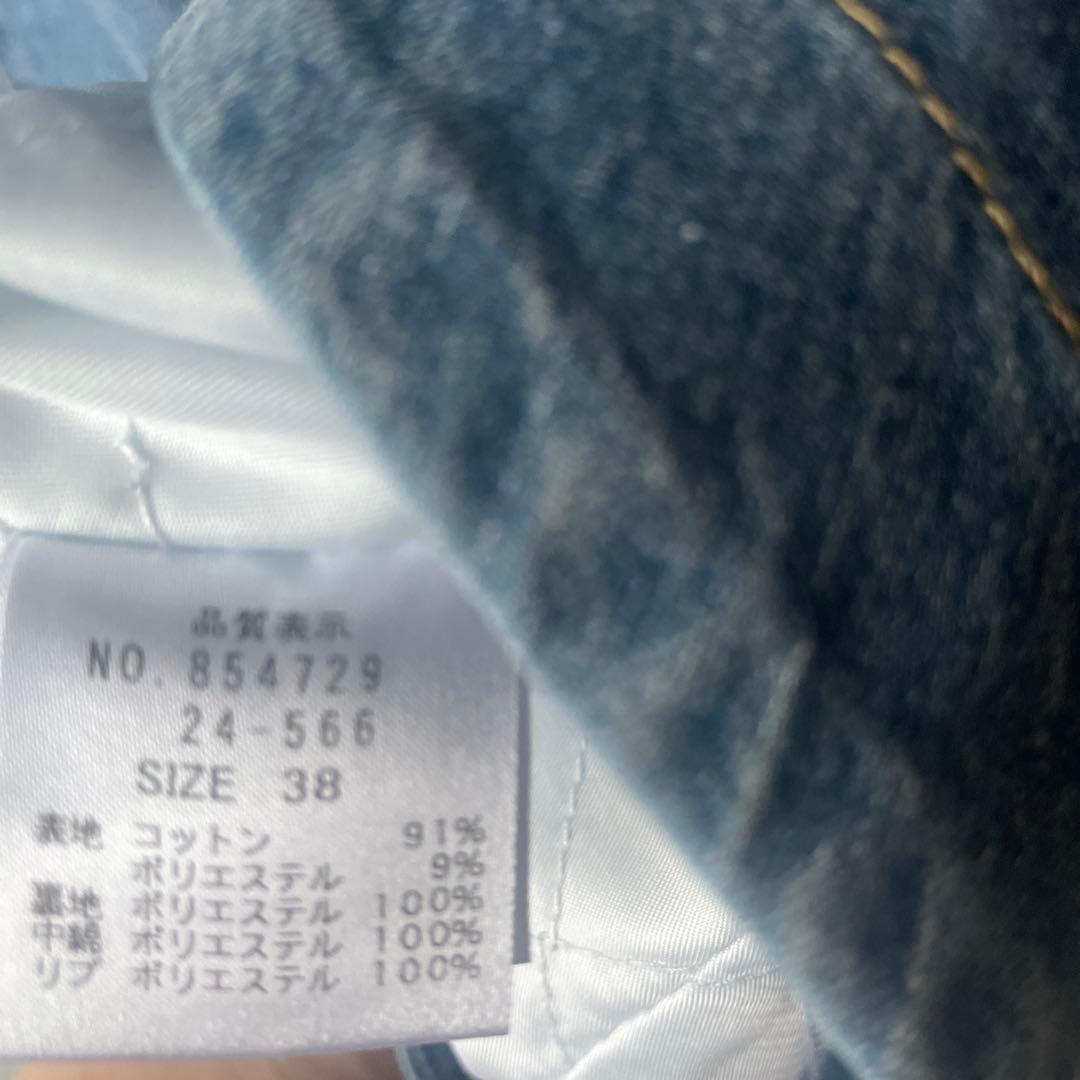 品質表示
NO. 854729
24-566
SIZE 38
表地 コットン 91%
ポリエステル 9%
裏地 ポリエステル 100%
中綿 ポリエステル 100%
リブ ポリエステル 100%